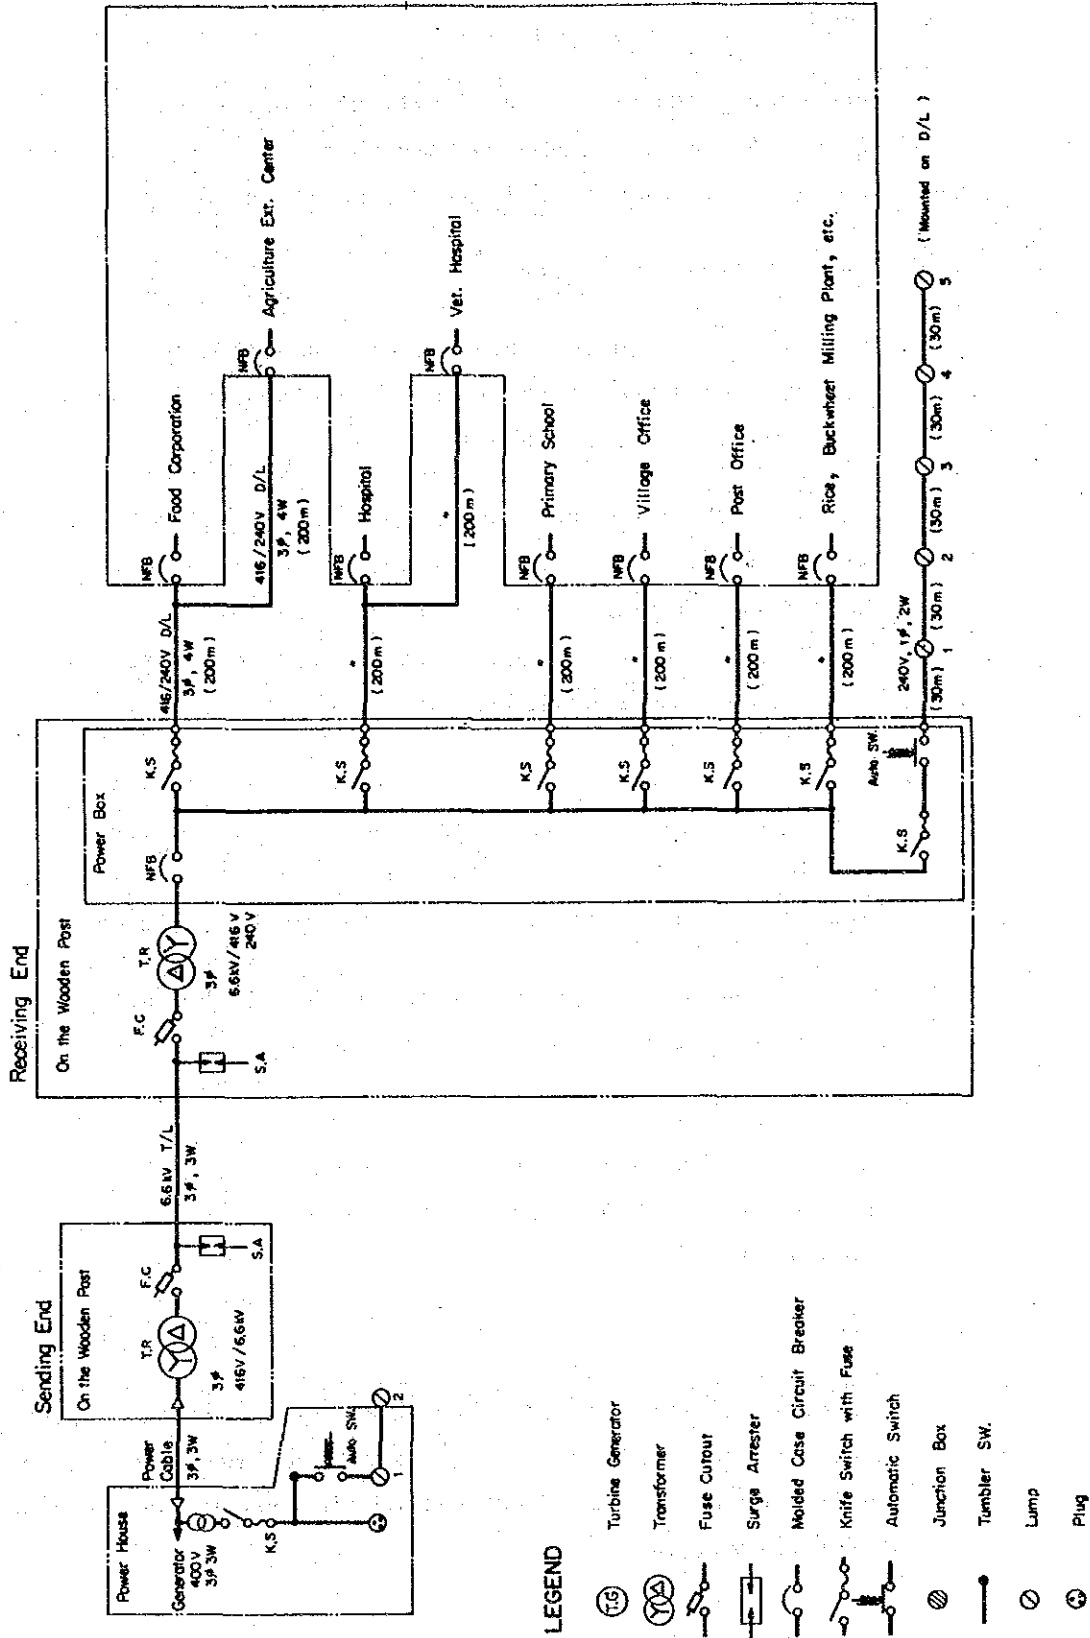 Sending End
On the Wooden Post
T.R
F.C
3φ
416V/6.6kV
S.A
Power House
Generator
400V
3φ 3W
Power
Cable
3φ, 3W
K.S
Auto SW.
1
2
6.6kV T/L
3φ, 3W
Receiving End
On the Wooden Post
S.A
F.C
T.R
3φ
6.6kV/416V
240V
Power Box
NFB
K.S
416/240V D/L
3φ, 4W
(200m)
NFB
Food Corporation
416/240V D/L
3φ, 4W
(200m)
NFB
Agriculture Ext. Center
K.S
"
(200m)
NFB
Hospital
"
(200m)
NFB
Vet. Hospital
K.S
"
(200m)
NFB
Primary School
K.S
"
(200m)
NFB
Village Office
K.S
"
(200m)
NFB
Post Office
K.S
"
(200m)
NFB
Rice, Buckwheat Milling Plant, etc.
K.S
Auto SW.
240V, 1φ, 2W
(30m)
1
(30m)
2
(30m)
3
(30m)
4
(30m)
5
(Mounted on D/L)
LEGEND
T.G
Turbine Generator
Transformer
Fuse Cutout
Surge Arrester
Molded Case Circuit Breaker
Knife Switch with Fuse
Automatic Switch
Junction Box
Tumbler SW.
Lump
Plug